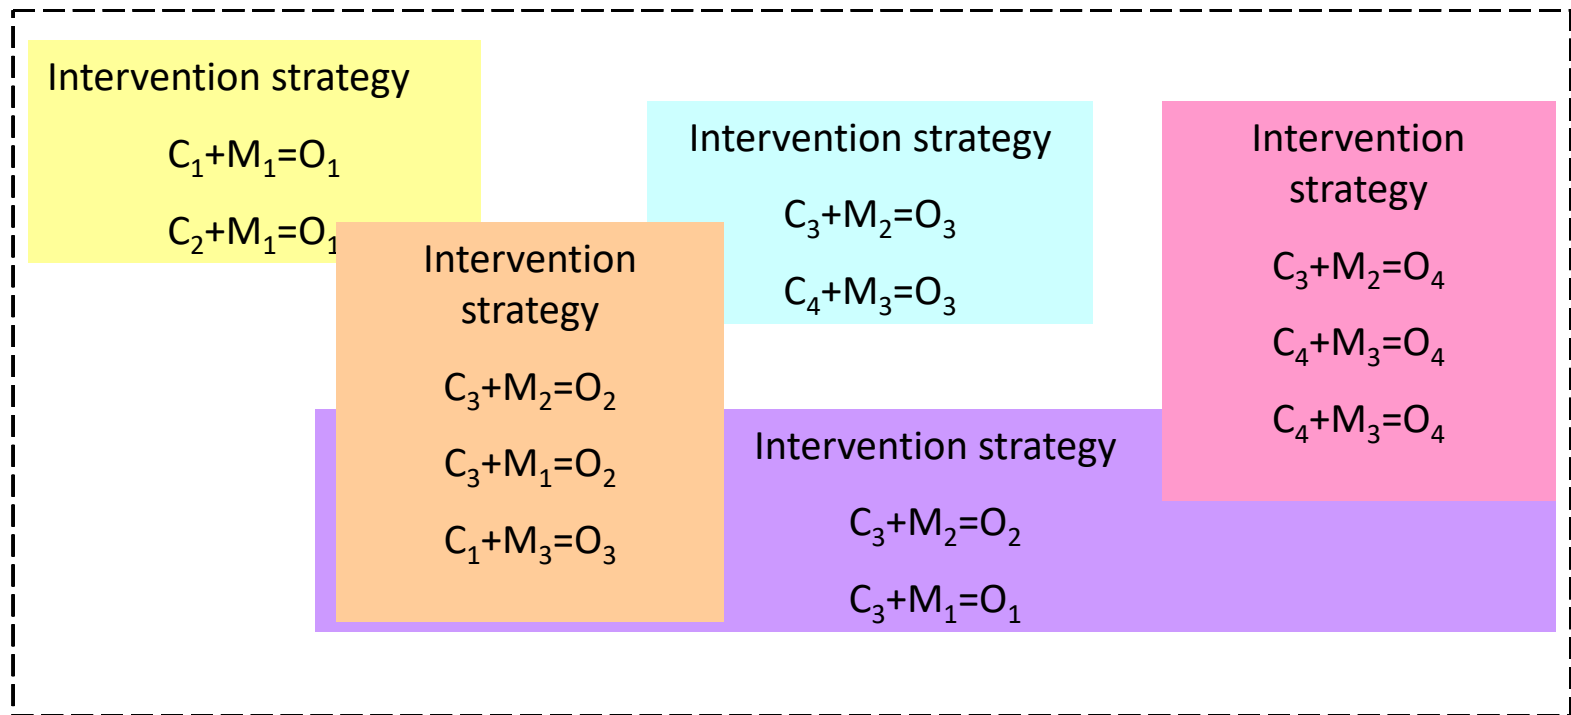 Intervention strategy
C₁+M₁=O₁
C₂+M₁=O₁
Intervention strategy
C₃+M₂=O₃
C₄+M₃=O₃
Intervention
strategy
C₃+M₂=O₄
C₄+M₃=O₄
C₄+M₃=O₄
Intervention
strategy
C₃+M₂=O₂
C₃+M₁=O₂
C₁+M₃=O₃
Intervention strategy
C₃+M₂=O₂
C₃+M₁=O₁